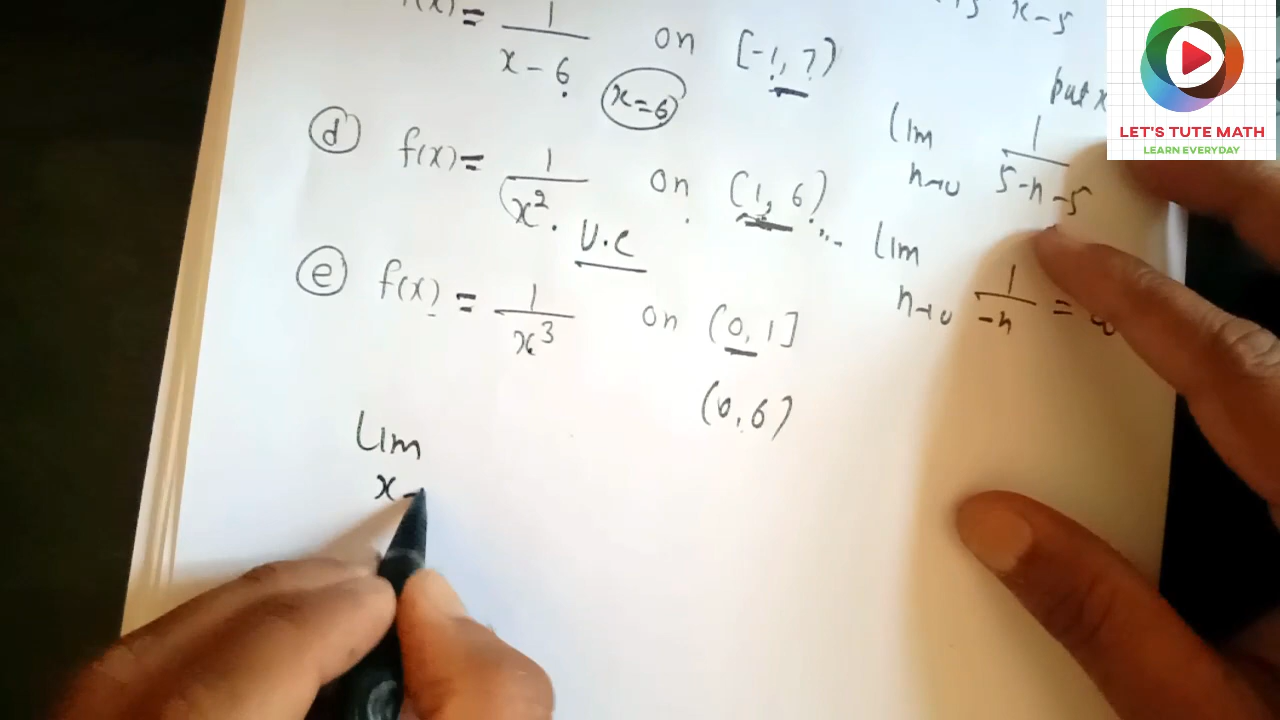 f(x) = 1/(x - 6) on [-1, 7)
x=6
(d) f(x) = 1/x². on (1, 6)
U.C
(e) f(x) = 1/x³ on (0, 1]
(0, 6)
Lim
x
x-5
put x
Lim h→0 1/(5-h-5)
Lim h→0 1/-h =
LET'S TUTE MATH
LEARN EVERYDAY